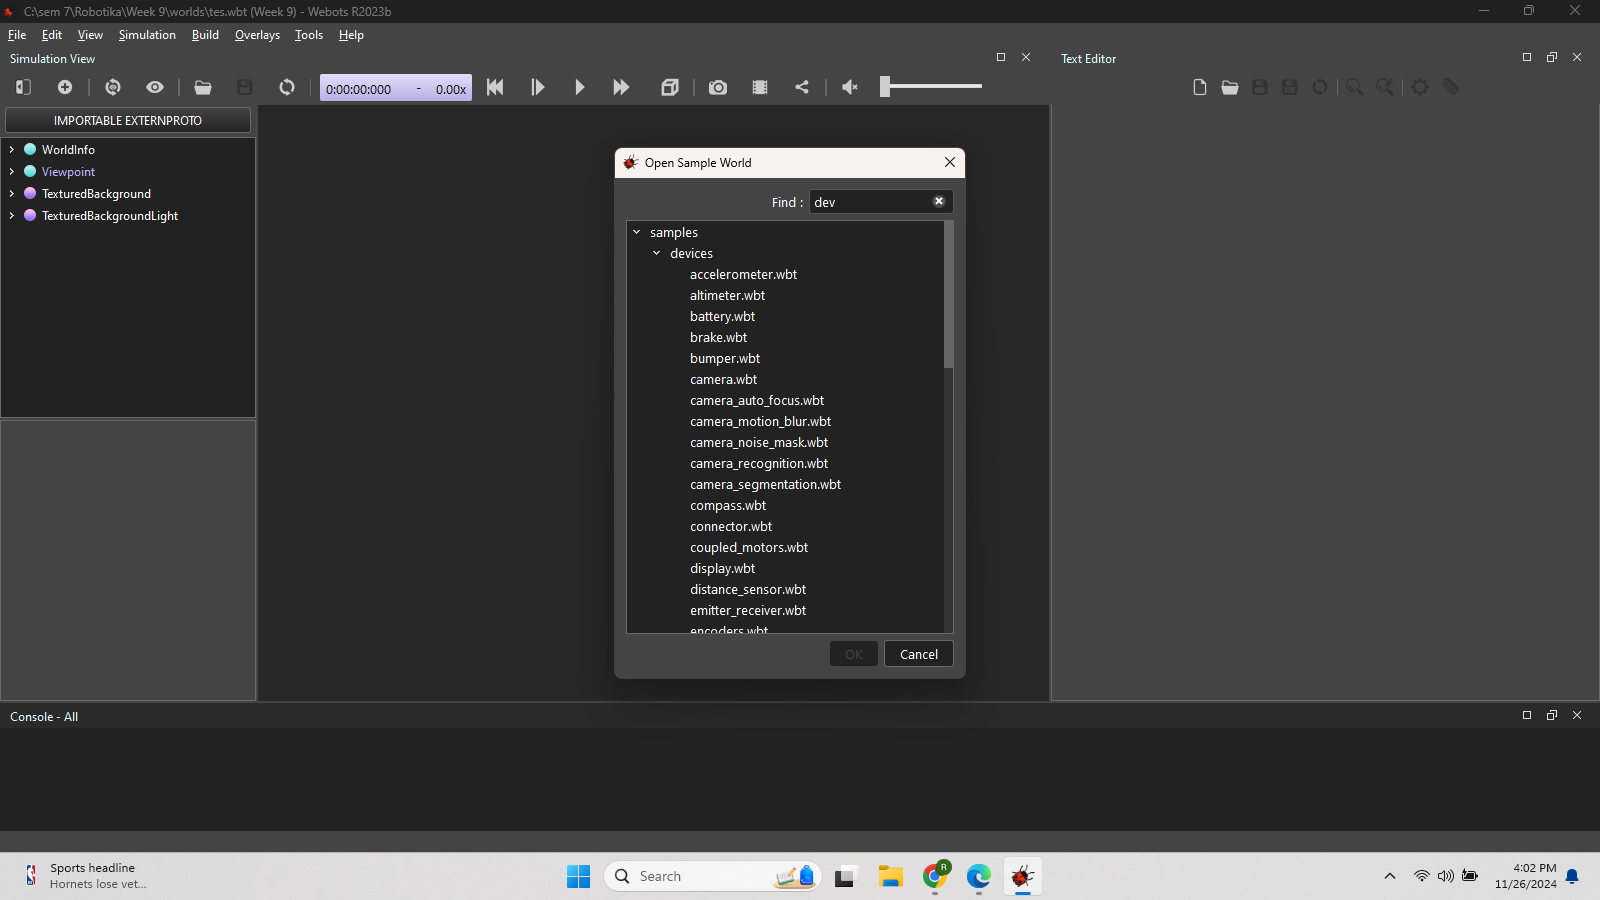 C:\sem 7\Robotika\Week 9\worlds\tes.wbt (Week 9) - Webots R2023b
File Edit View Simulation Build Overlays Tools Help
Simulation View
Text Editor
0:00:00:000 - 0.00x
IMPORTABLE EXTERNPROTO
WorldInfo
Viewpoint
TexturedBackground
TexturedBackgroundLight
Open Sample World
Find : dev
samples
devices
accelerometer.wbt
altimeter.wbt
battery.wbt
brake.wbt
bumper.wbt
camera.wbt
camera_auto_focus.wbt
camera_motion_blur.wbt
camera_noise_mask.wbt
camera_recognition.wbt
camera_segmentation.wbt
compass.wbt
connector.wbt
coupled_motors.wbt
display.wbt
distance_sensor.wbt
emitter_receiver.wbt
encoders.wbt
OK Cancel
Console - All
Sports headline
Hornets lose vet...
Search
R
4:02 PM
11/26/2024